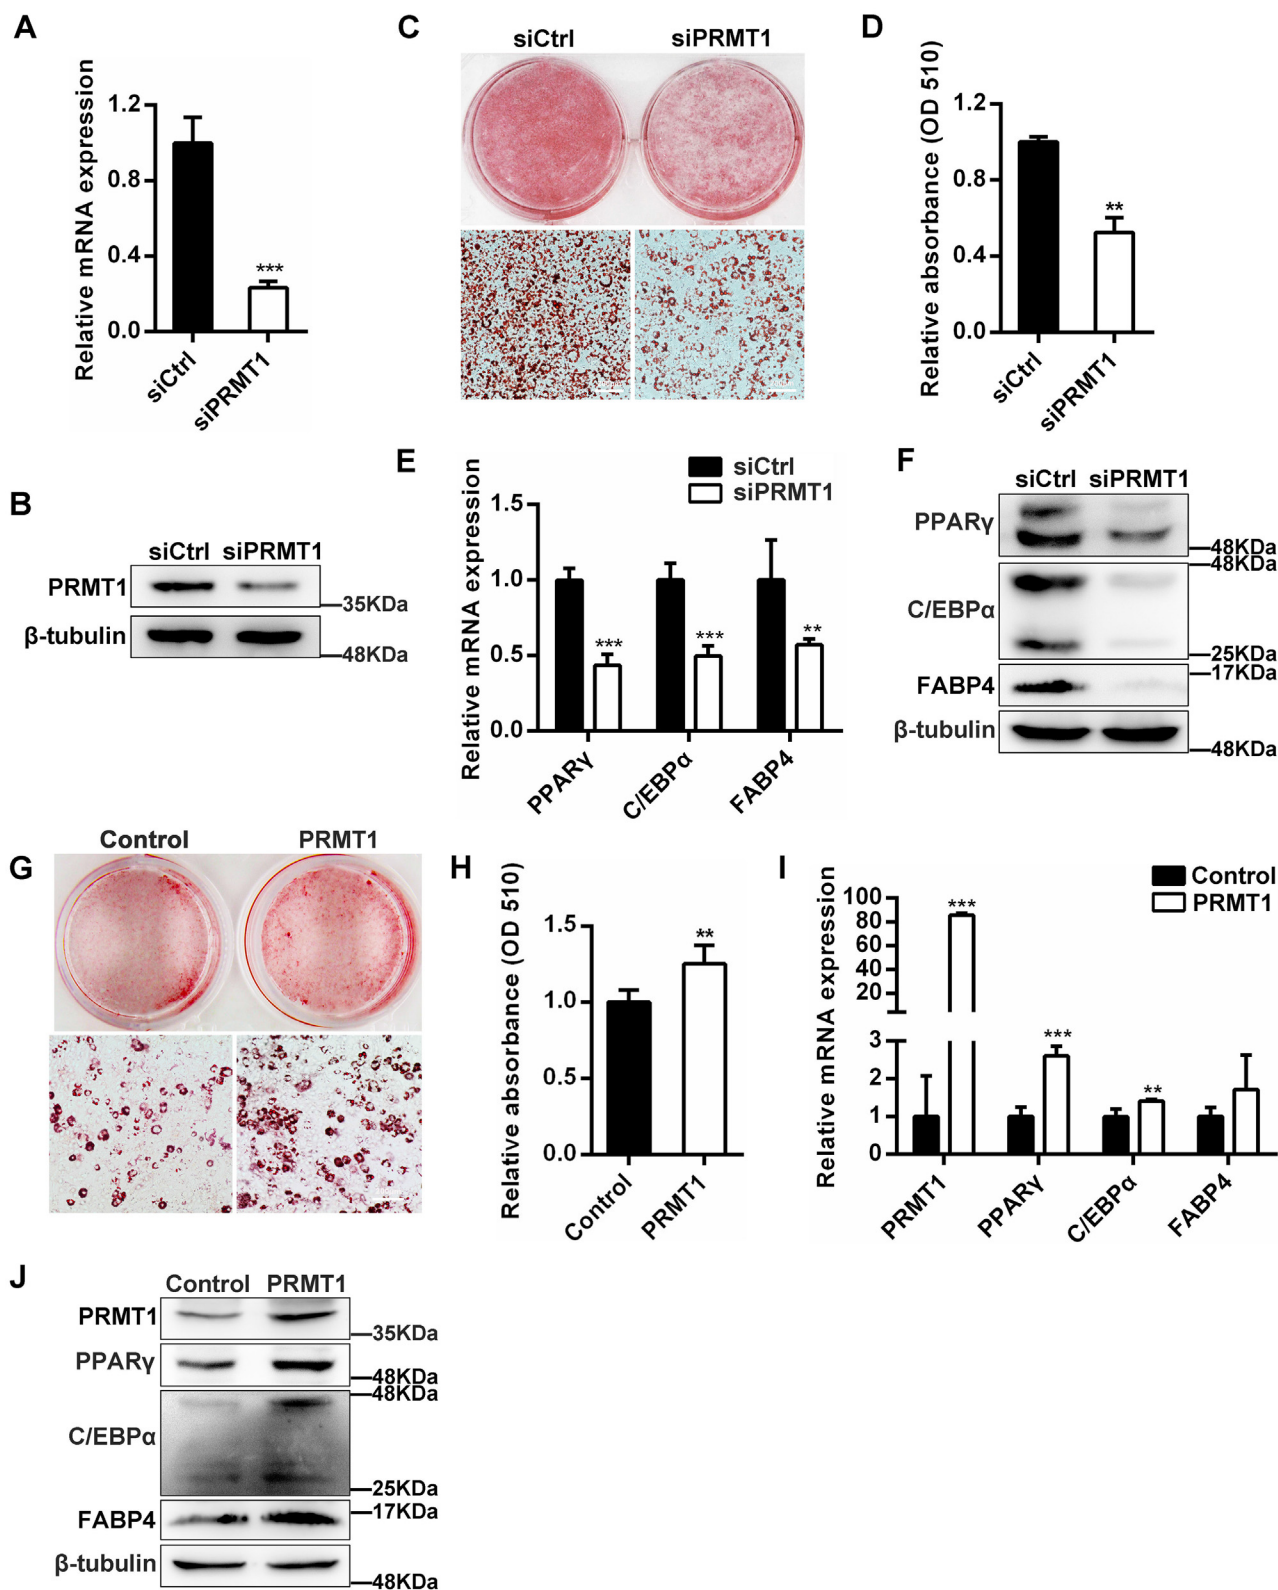 A
Relative mRNA expression
1.2
0.8
0.4
0.0
***
siCtrl
siPRMT1
C
siCtrl
siPRMT1
D
Relative absorbance (OD 510)
1.2
0.8
0.4
0.0
**
siCtrl
siPRMT1
B
siCtrl siPRMT1
PRMT1
35KDa
β-tubulin
48KDa
E
siCtrl
siPRMT1
Relative mRNA expression
1.5
1.0
0.5
0.0
***
***
**
PPARγ
C/EBPα
FABP4
F
siCtrl siPRMT1
PPARγ
48KDa
48KDa
C/EBPα
25KDa
17KDa
FABP4
β-tubulin
48KDa
G
Control
PRMT1
H
Relative absorbance (OD 510)
1.5
1.0
0.5
0.0
**
Control
PRMT1
I
Control
PRMT1
Relative mRNA expression
100
80
60
40
20
3
2
1
0
***
***
**
PRMT1
PPARγ
C/EBPα
FABP4
J
Control PRMT1
PRMT1
35KDa
PPARγ
48KDa
48KDa
C/EBPα
25KDa
17KDa
FABP4
β-tubulin
48KDa